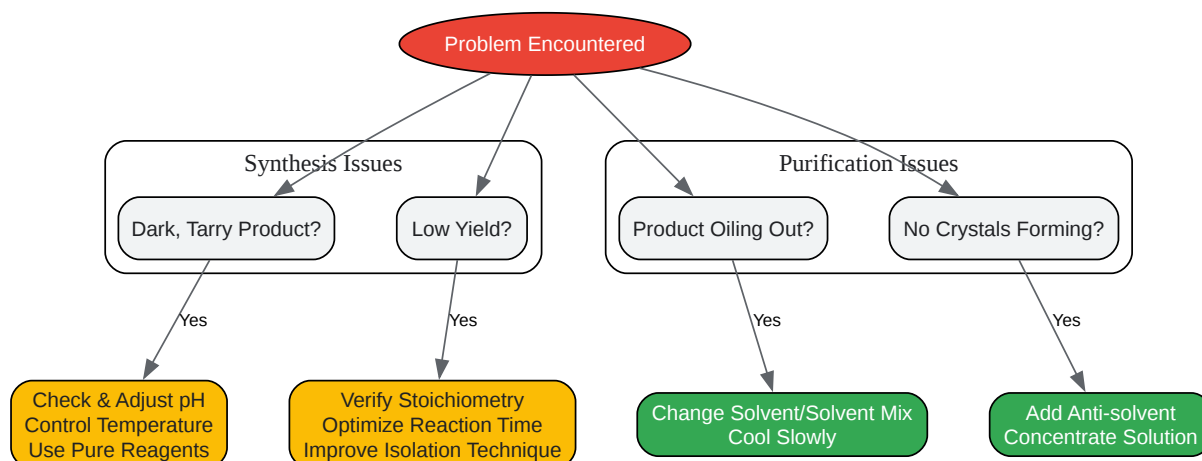 Problem Encountered
Synthesis Issues
Purification Issues
Dark, Tarry Product?
Low Yield?
Product Oiling Out?
No Crystals Forming?
Yes
Yes
Yes
Yes
Check & Adjust pH
Control Temperature
Use Pure Reagents
Verify Stoichiometry
Optimize Reaction Time
Improve Isolation Technique
Change Solvent/Solvent Mix
Cool Slowly
Add Anti-solvent
Concentrate Solution